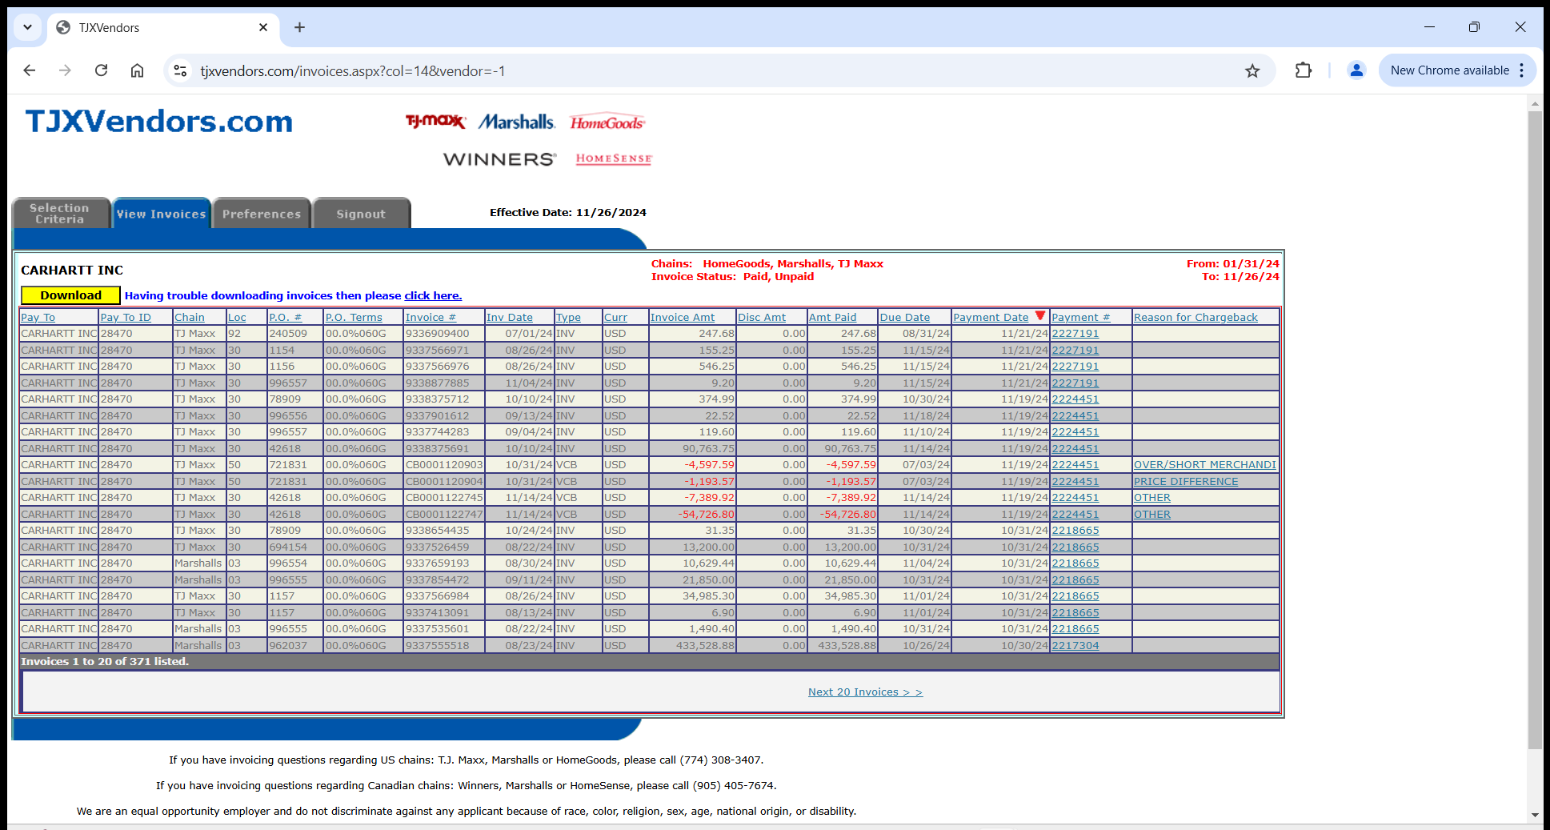 TJXVendors
tjxvendors.com/invoices.aspx?col=14&vendor=-1
New Chrome available
TJXVendors.com
TJ-maxx Marshalls. HomeGoods
WINNERS HOMESENSE
Selection Criteria View Invoices Preferences Signout
Effective Date: 11/26/2024
CARHARTT INC
Chains: HomeGoods, Marshalls, TJ Maxx
Invoice Status: Paid, Unpaid
From: 01/31/24
To: 11/26/24
Download Having trouble downloading invoices then please click here.
Pay To Pay To ID Chain Loc P.O. # P.O. Terms Invoice # Inv Date Type Curr Invoice Amt Disc Amt Amt Paid Due Date Payment Date Payment # Reason for Chargeback
CARHARTT INC 28470 TJ Maxx 92 240509 00.0%060G 9336909400 07/01/24 INV USD 247.68 0.00 247.68 08/31/24 11/21/24 2227191
CARHARTT INC 28470 TJ Maxx 30 1154 00.0%060G 9337566971 08/26/24 INV USD 155.25 0.00 155.25 11/15/24 11/21/24 2227191
CARHARTT INC 28470 TJ Maxx 30 1156 00.0%060G 9337566976 08/26/24 INV USD 546.25 0.00 546.25 11/15/24 11/21/24 2227191
CARHARTT INC 28470 TJ Maxx 30 996557 00.0%060G 9338877885 11/04/24 INV USD 9.20 0.00 9.20 11/15/24 11/21/24 2227191
CARHARTT INC 28470 TJ Maxx 30 78909 00.0%060G 9338375712 10/10/24 INV USD 374.99 0.00 374.99 10/30/24 11/19/24 2224451
CARHARTT INC 28470 TJ Maxx 30 996556 00.0%060G 9337901612 09/13/24 INV USD 22.52 0.00 22.52 11/18/24 11/19/24 2224451
CARHARTT INC 28470 TJ Maxx 30 996557 00.0%060G 9337744283 09/04/24 INV USD 119.60 0.00 119.60 11/10/24 11/19/24 2224451
CARHARTT INC 28470 TJ Maxx 30 42618 00.0%060G 9338375691 10/10/24 INV USD 90,763.75 0.00 90,763.75 11/14/24 11/19/24 2224451
CARHARTT INC 28470 TJ Maxx 50 721831 00.0%060G CB0001120903 10/31/24 VCB USD -4,597.59 0.00 -4,597.59 07/03/24 11/19/24 2224451 OVER/SHORT MERCHANDI
CARHARTT INC 28470 TJ Maxx 50 721831 00.0%060G CB0001120904 10/31/24 VCB USD -1,193.57 0.00 -1,193.57 07/03/24 11/19/24 2224451 PRICE DIFFERENCE
CARHARTT INC 28470 TJ Maxx 30 42618 00.0%060G CB0001122745 11/14/24 VCB USD -7,389.92 0.00 -7,389.92 11/14/24 11/19/24 2224451 OTHER
CARHARTT INC 28470 TJ Maxx 30 42618 00.0%060G CB0001122747 11/14/24 VCB USD -54,726.80 0.00 -54,726.80 11/14/24 11/19/24 2224451 OTHER
CARHARTT INC 28470 TJ Maxx 30 78909 00.0%060G 9338654435 10/24/24 INV USD 31.35 0.00 31.35 10/30/24 10/31/24 2218665
CARHARTT INC 28470 TJ Maxx 30 694154 00.0%060G 9337526459 08/22/24 INV USD 13,200.00 0.00 13,200.00 10/31/24 10/31/24 2218665
CARHARTT INC 28470 Marshalls 03 996554 00.0%060G 9337659193 08/30/24 INV USD 10,629.44 0.00 10,629.44 11/04/24 10/31/24 2218665
CARHARTT INC 28470 Marshalls 03 996555 00.0%060G 9337854472 09/11/24 INV USD 21,850.00 0.00 21,850.00 10/31/24 10/31/24 2218665
CARHARTT INC 28470 TJ Maxx 30 1157 00.0%060G 9337566984 08/26/24 INV USD 34,985.30 0.00 34,985.30 11/01/24 10/31/24 2218665
CARHARTT INC 28470 TJ Maxx 30 1157 00.0%060G 9337413091 08/13/24 INV USD 6.90 0.00 6.90 11/01/24 10/31/24 2218665
CARHARTT INC 28470 Marshalls 03 996555 00.0%060G 9337535601 08/22/24 INV USD 1,490.40 0.00 1,490.40 10/31/24 10/31/24 2218665
CARHARTT INC 28470 Marshalls 03 962037 00.0%060G 9337555518 08/23/24 INV USD 433,528.88 0.00 433,528.88 10/26/24 10/30/24 2217304
Invoices 1 to 20 of 371 listed.
Next 20 Invoices > >
If you have invoicing questions regarding US chains: T.J. Maxx, Marshalls or HomeGoods, please call (774) 308-3407.
If you have invoicing questions regarding Canadian chains: Winners, Marshalls or HomeSense, please call (905) 405-7674.
We are an equal opportunity employer and do not discriminate against any applicant because of race, color, religion, sex, age, national origin, or disability.